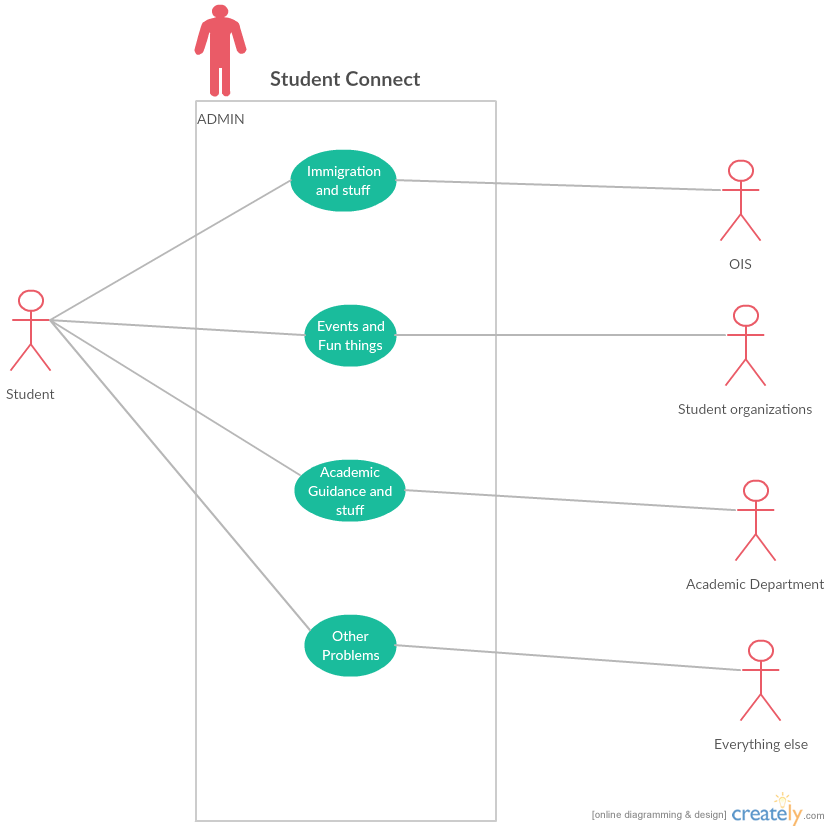 Student Connect
ADMIN
Immigration
and stuff
OIS
Events and
Fun things
Student
Student organizations
Academic
Guidance and
stuff
Academic Department
Other
Problems
Everything else
[online diagramming & design] creately.com